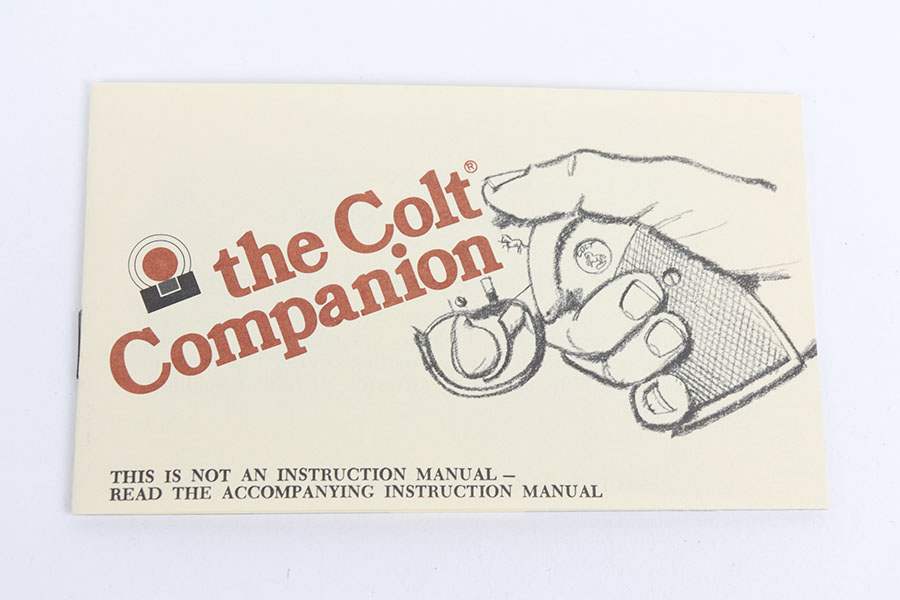 the Colt®
Companion
THIS IS NOT AN INSTRUCTION MANUAL —
READ THE ACCOMPANYING INSTRUCTION MANUAL